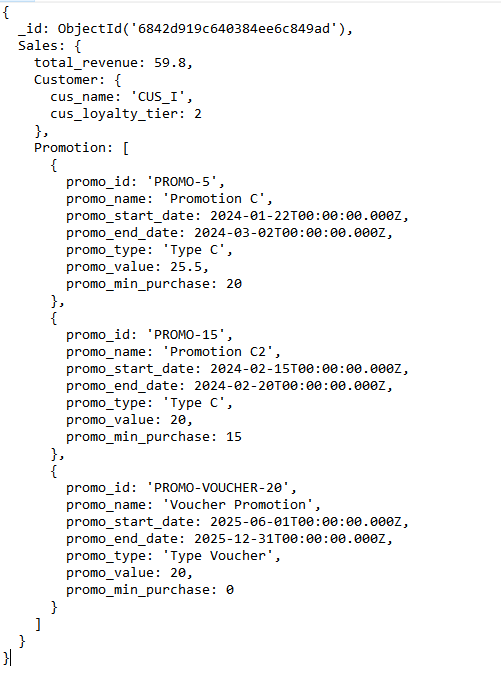 {
  _id: ObjectId('6842d919c640384ee6c849ad'),
  Sales: {
    total_revenue: 59.8,
    Customer: {
      cus_name: 'CUS_I',
      cus_loyalty_tier: 2
    },
    Promotion: [
      {
        promo_id: 'PROMO-5',
        promo_name: 'Promotion C',
        promo_start_date: 2024-01-22T00:00:00.000Z,
        promo_end_date: 2024-03-02T00:00:00.000Z,
        promo_type: 'Type C',
        promo_value: 25.5,
        promo_min_purchase: 20
      },
      {
        promo_id: 'PROMO-15',
        promo_name: 'Promotion C2',
        promo_start_date: 2024-02-15T00:00:00.000Z,
        promo_end_date: 2024-02-20T00:00:00.000Z,
        promo_type: 'Type C',
        promo_value: 20,
        promo_min_purchase: 15
      },
      {
        promo_id: 'PROMO-VOUCHER-20',
        promo_name: 'Voucher Promotion',
        promo_start_date: 2025-06-01T00:00:00.000Z,
        promo_end_date: 2025-12-31T00:00:00.000Z,
        promo_type: 'Type Voucher',
        promo_value: 20,
        promo_min_purchase: 0
      }
    ]
  }
}